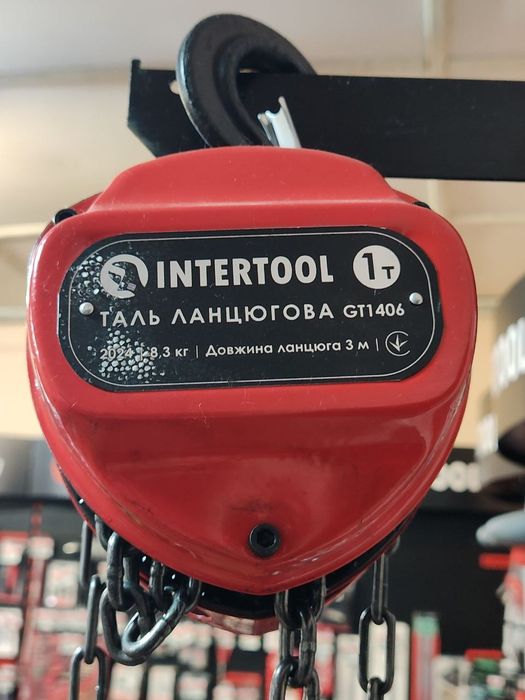 INTERTOOL 1т
ТАЛЬ ЛАНЦЮГОВА GT1406
2024 | 8,3 кг | Довжина ланцюга 3 м |